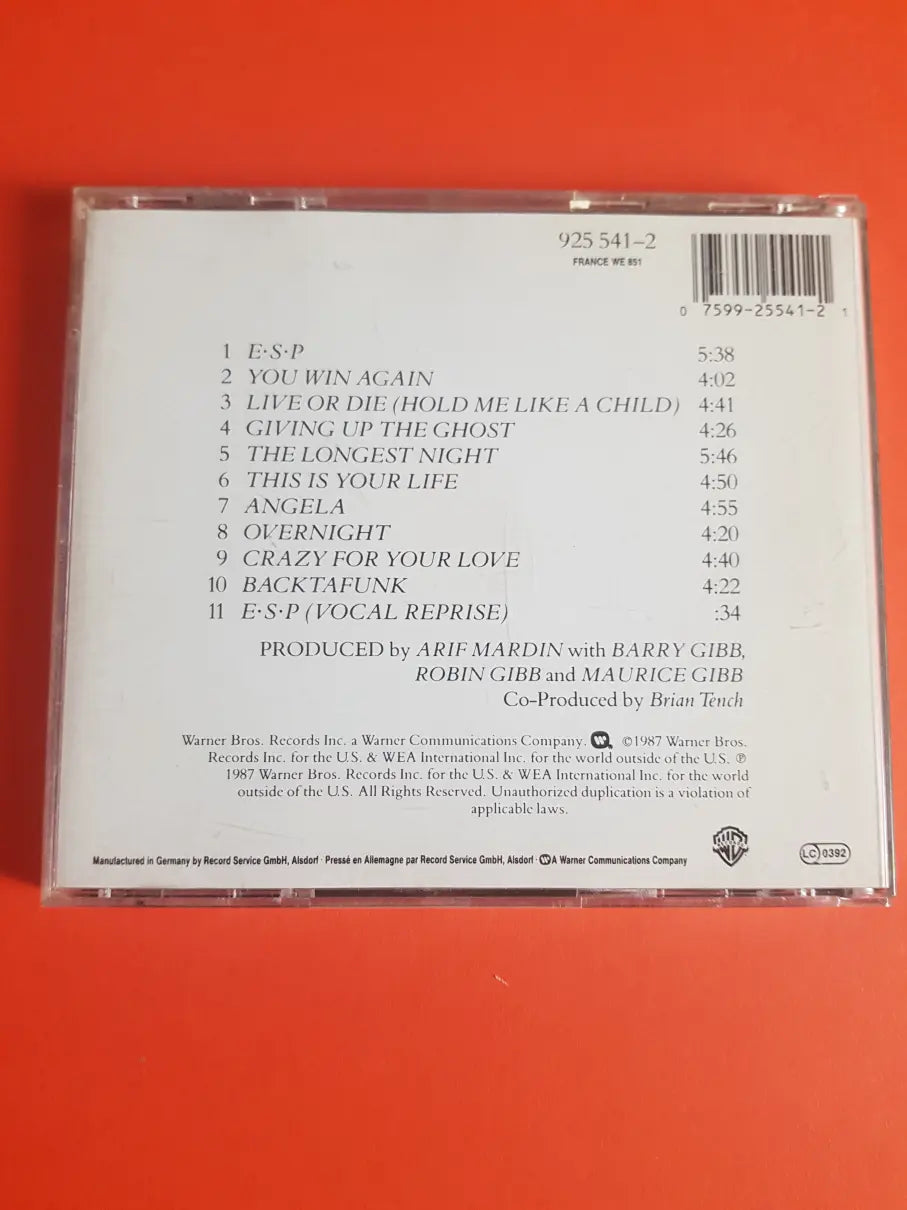 925 541-2
FRANCE WE 851
0 7599-25541-2 1
1 E·S·P 5:38
2 YOU WIN AGAIN 4:02
3 LIVE OR DIE (HOLD ME LIKE A CHILD) 4:41
4 GIVING UP THE GHOST 4:26
5 THE LONGEST NIGHT 5:46
6 THIS IS YOUR LIFE 4:50
7 ANGELA 4:55
8 OVERNIGHT 4:20
9 CRAZY FOR YOUR LOVE 4:40
10 BACKTAFUNK 4:22
11 E·S·P (VOCAL REPRISE) :34
PRODUCED by ARIF MARDIN with BARRY GIBB,
ROBIN GIBB and MAURICE GIBB
Co-Produced by Brian Tench
Warner Bros. Records Inc. a Warner Communications Company. ©1987 Warner Bros.
Records Inc. for the U.S. & WEA International Inc. for the world outside of the U.S. ℗
1987 Warner Bros. Records Inc. for the U.S. & WEA International Inc. for the world
outside of the U.S. All Rights Reserved. Unauthorized duplication is a violation of
applicable laws.
Manufactured in Germany by Record Service GmbH, Alsdorf · Pressé en Allemagne par Record Service GmbH, Alsdorf · A Warner Communications Company
LC 0392